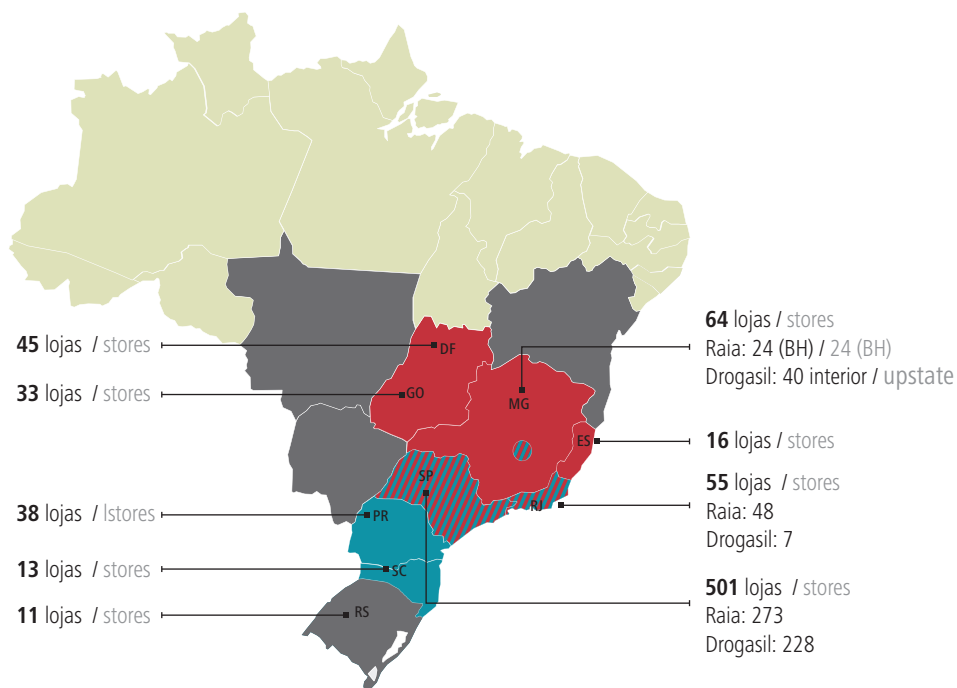 45 lojas / stores
33 lojas / stores
38 lojas / lstores
13 lojas / stores
11 lojas / stores
DF
GO
MG
ES
SP
RJ
PR
SC
RS
64 lojas / stores
Raia: 24 (BH) / 24 (BH)
Drogasil: 40 interior / upstate
16 lojas / stores
55 lojas / stores
Raia: 48
Drogasil: 7
501 lojas / stores
Raia: 273
Drogasil: 228